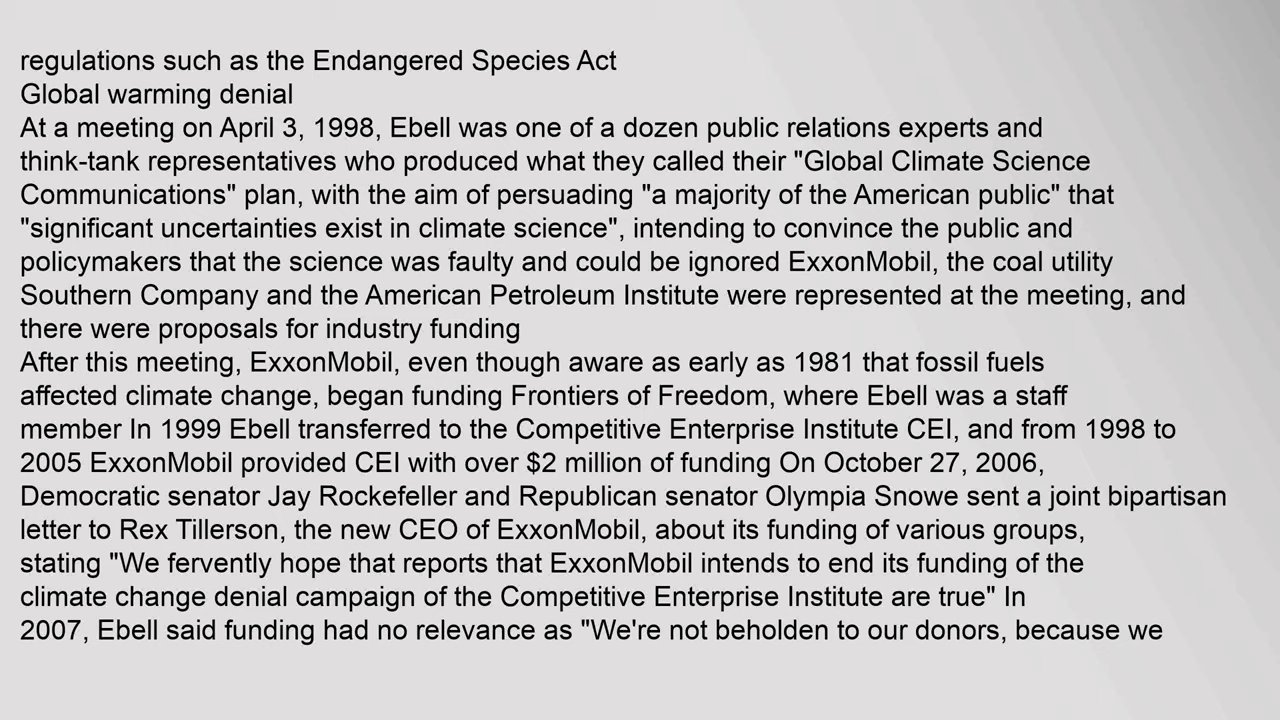 regulations such as the Endangered Species Act
Global warming denial
At a meeting on April 3, 1998, Ebell was one of a dozen public relations experts and
think-tank representatives who produced what they called their "Global Climate Science
Communications" plan, with the aim of persuading "a majority of the American public" that
"significant uncertainties exist in climate science", intending to convince the public and
policymakers that the science was faulty and could be ignored ExxonMobil, the coal utility
Southern Company and the American Petroleum Institute were represented at the meeting, and
there were proposals for industry funding
After this meeting, ExxonMobil, even though aware as early as 1981 that fossil fuels
affected climate change, began funding Frontiers of Freedom, where Ebell was a staff
member In 1999 Ebell transferred to the Competitive Enterprise Institute CEI, and from 1998 to
2005 ExxonMobil provided CEI with over $2 million of funding On October 27, 2006,
Democratic senator Jay Rockefeller and Republican senator Olympia Snowe sent a joint bipartisan
letter to Rex Tillerson, the new CEO of ExxonMobil, about its funding of various groups,
stating "We fervently hope that reports that ExxonMobil intends to end its funding of the
climate change denial campaign of the Competitive Enterprise Institute are true" In
2007, Ebell said funding had no relevance as "We're not beholden to our donors, because we